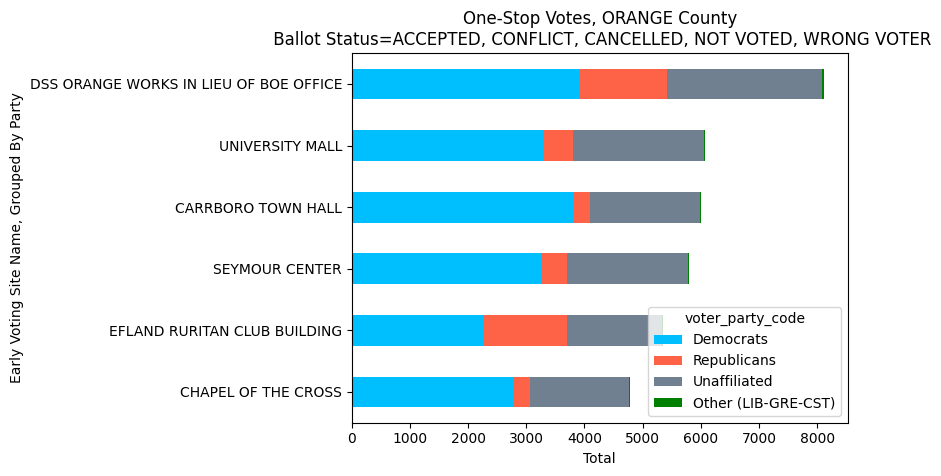 One-Stop Votes, ORANGE County
Ballot Status=ACCEPTED, CONFLICT, CANCELLED, NOT VOTED, WRONG VOTER
Early Voting Site Name, Grouped By Party
DSS ORANGE WORKS IN LIEU OF BOE OFFICE
UNIVERSITY MALL
CARRBORO TOWN HALL
SEYMOUR CENTER
EFLAND RURITAN CLUB BUILDING
CHAPEL OF THE CROSS
voter_party_code
Democrats
Republicans
Unaffiliated
Other (LIB-GRE-CST)
0 1000 2000 3000 4000 5000 6000 7000 8000
Total